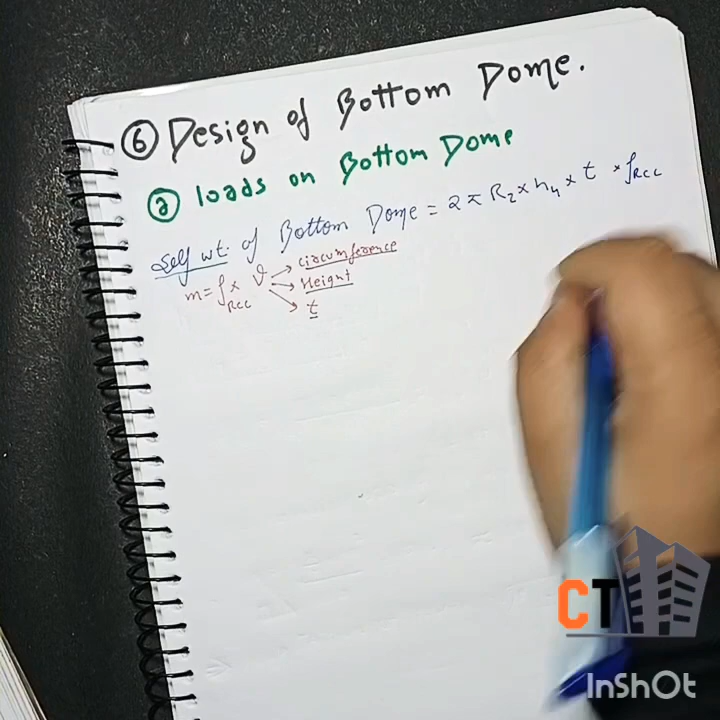 ⑥ Design of Bottom Dome.
ⓐ loads on Bottom Dome
Self wt. of Bottom Dome = 2π R₂ × h₄ × t × ρRCC
m = ρRCC × v → circumference
→ Height
→ t
CT
InShOt